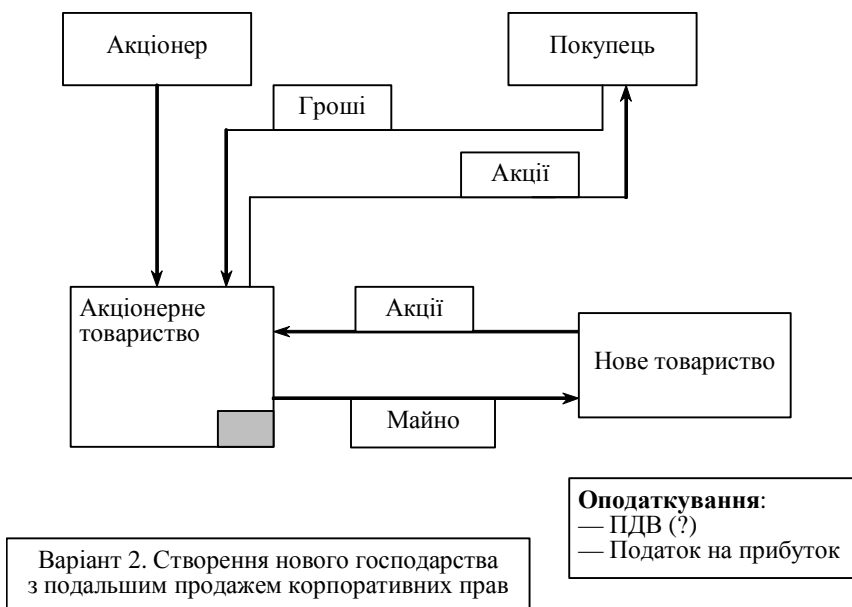 Акціонер
Покупець
Гроші
Акції
Акціонерне
товариство
Акції
Нове товариство
Майно
Оподаткування:
— ПДВ (?)
— Податок на прибуток
Варіант 2. Створення нового господарства
з подальшим продажем корпоративних прав